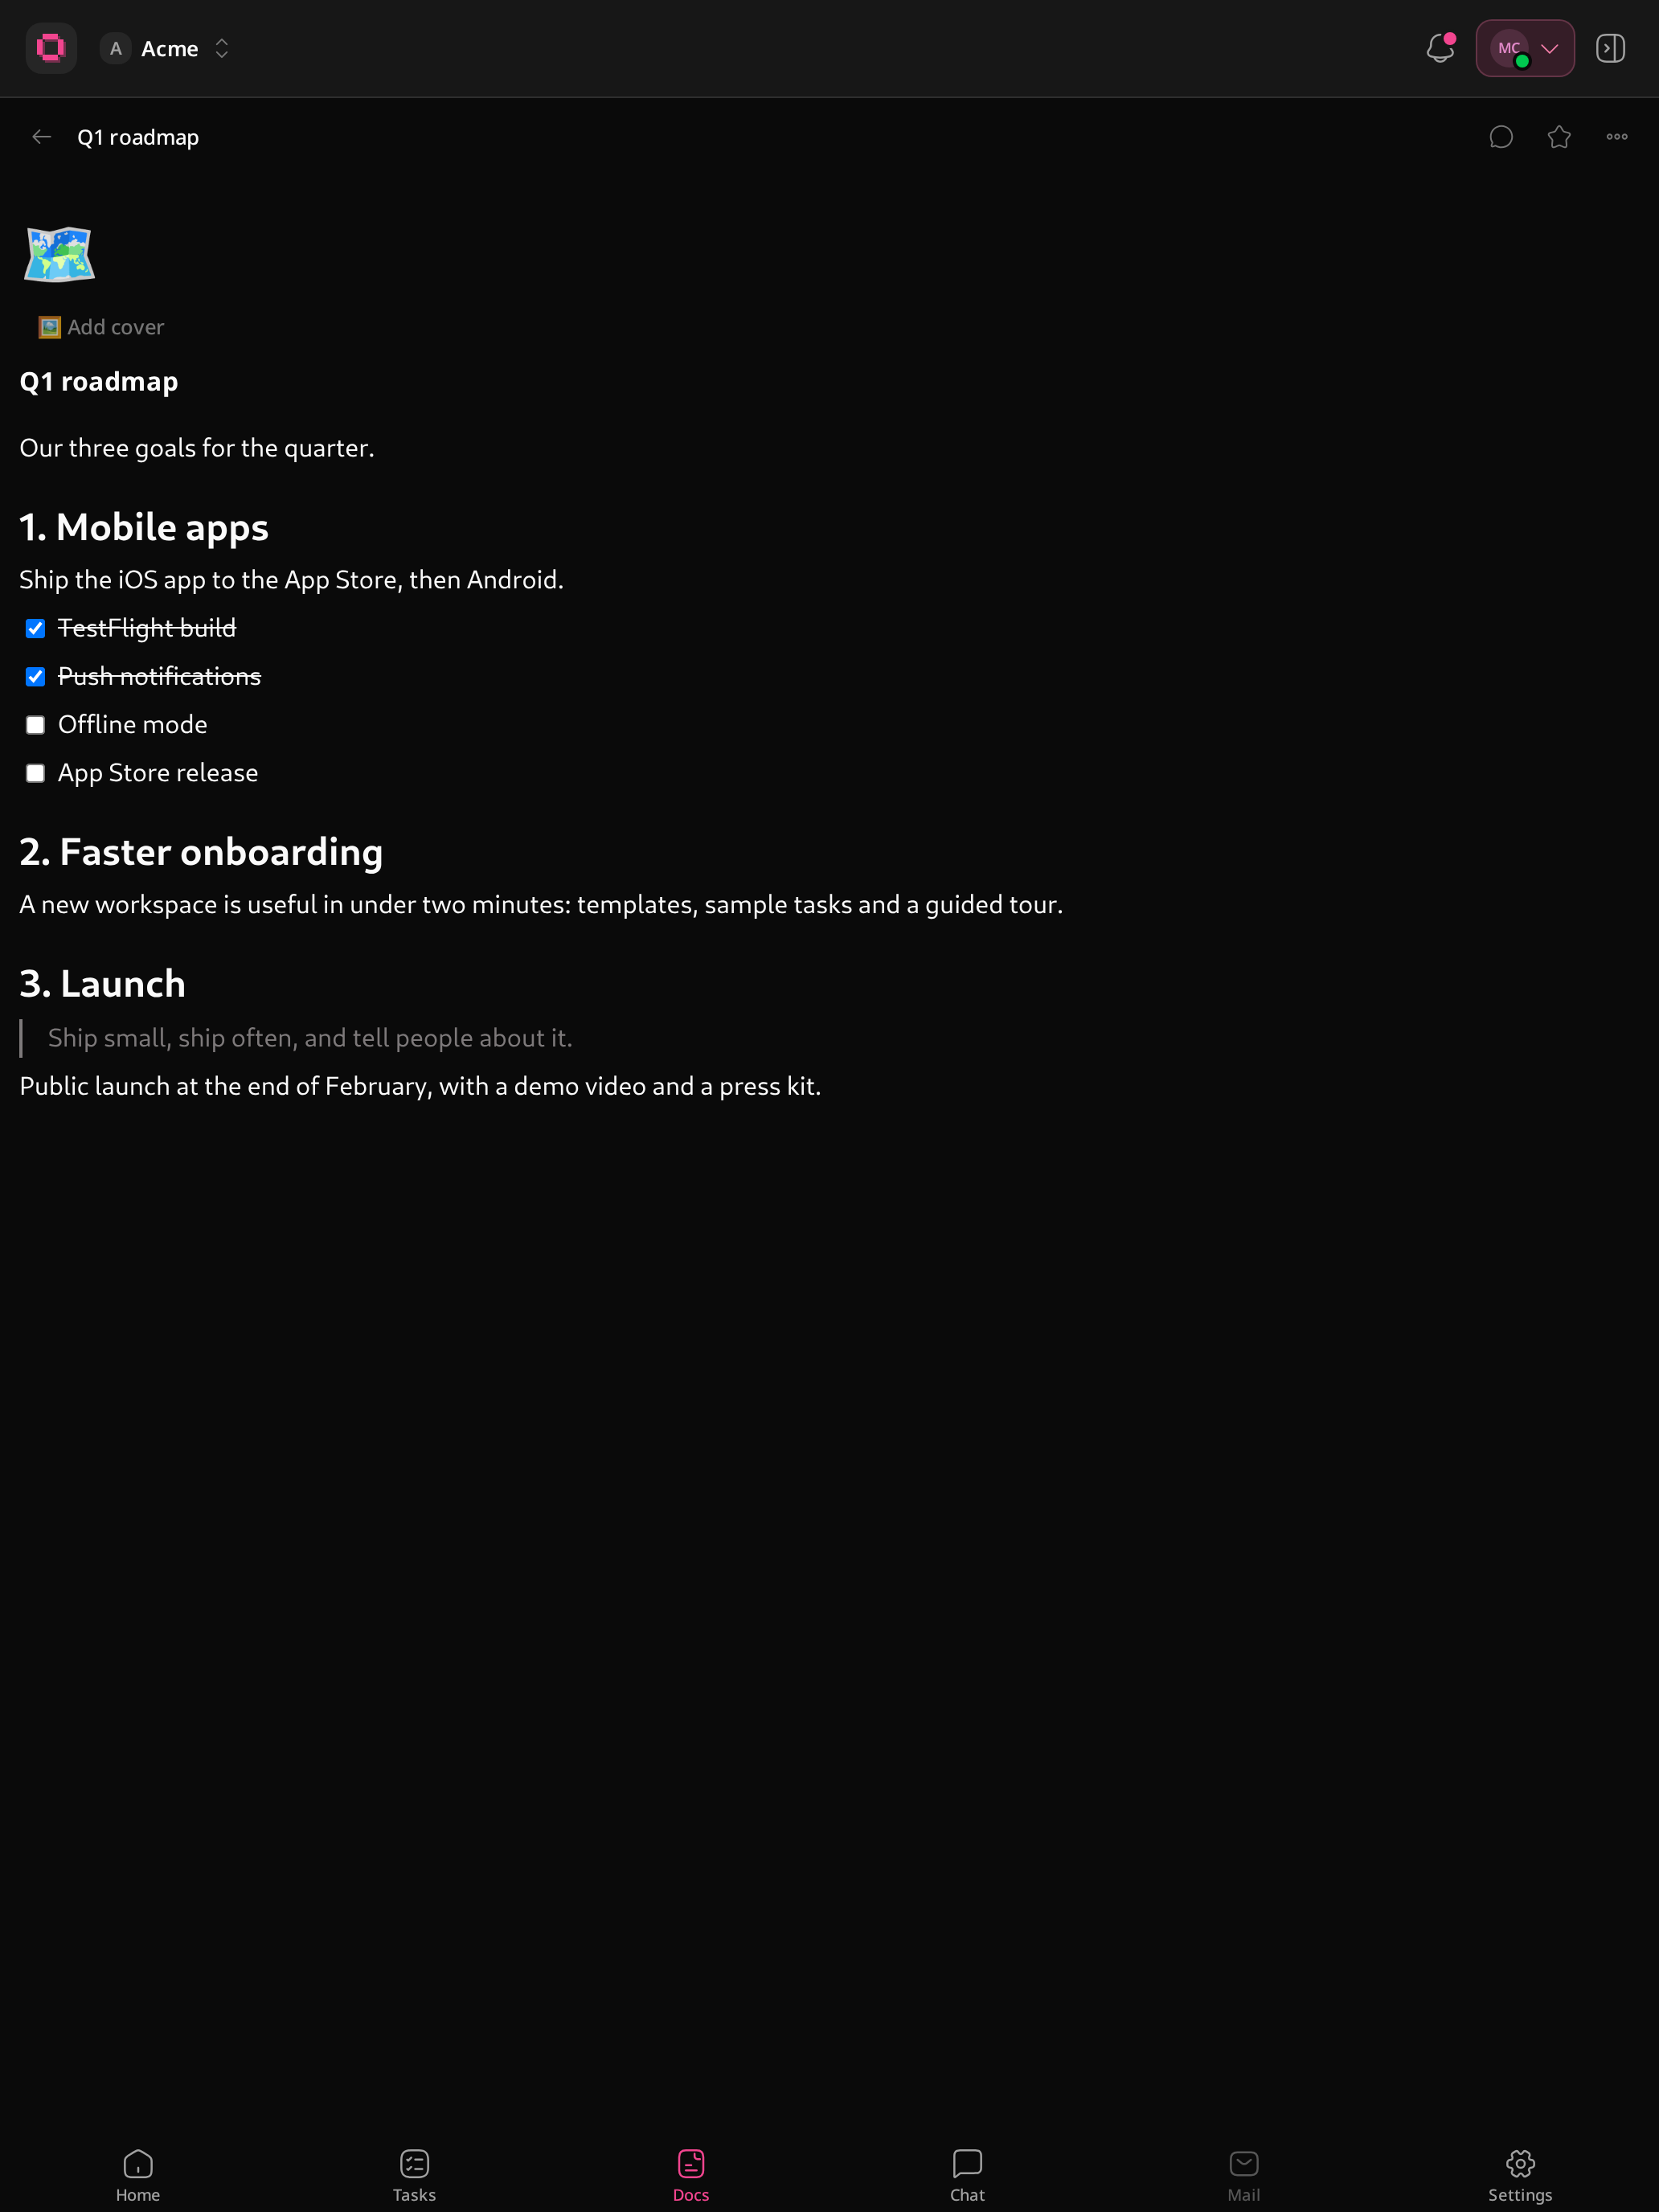 A Acme
MC
Q1 roadmap
Add cover
Q1 roadmap
Our three goals for the quarter.
1. Mobile apps
Ship the iOS app to the App Store, then Android.
TestFlight build
Push notifications
Offline mode
App Store release
2. Faster onboarding
A new workspace is useful in under two minutes: templates, sample tasks and a guided tour.
3. Launch
Ship small, ship often, and tell people about it.
Public launch at the end of February, with a demo video and a press kit.
Home Tasks Docs Chat Mail Settings